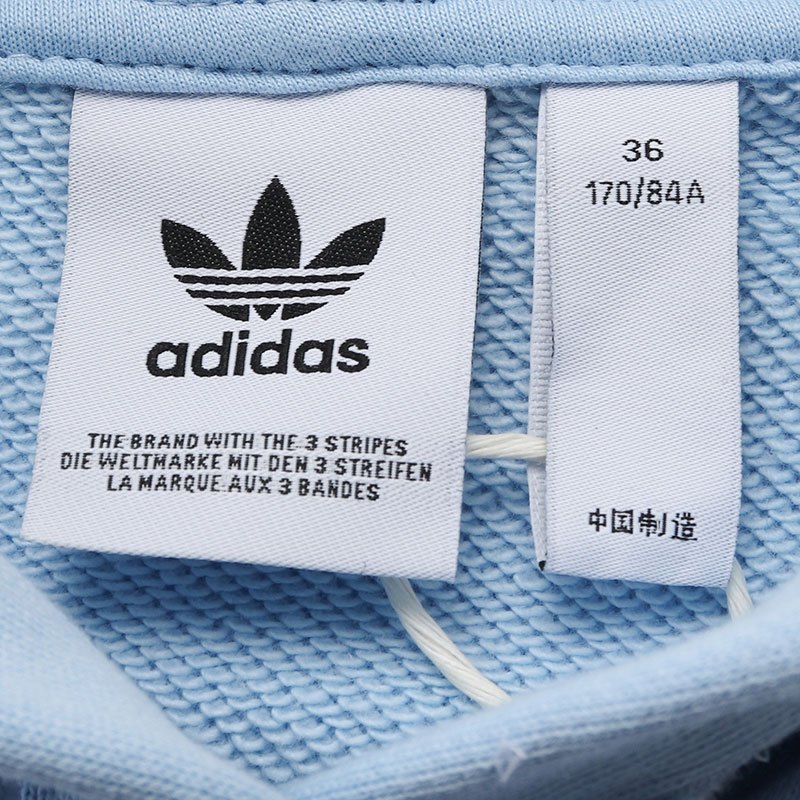 adidas
THE BRAND WITH THE 3 STRIPES
DIE WELTMARKE MIT DEN 3 STREIFEN
LA MARQUE AUX 3 BANDES
36
170/84A
中国制造